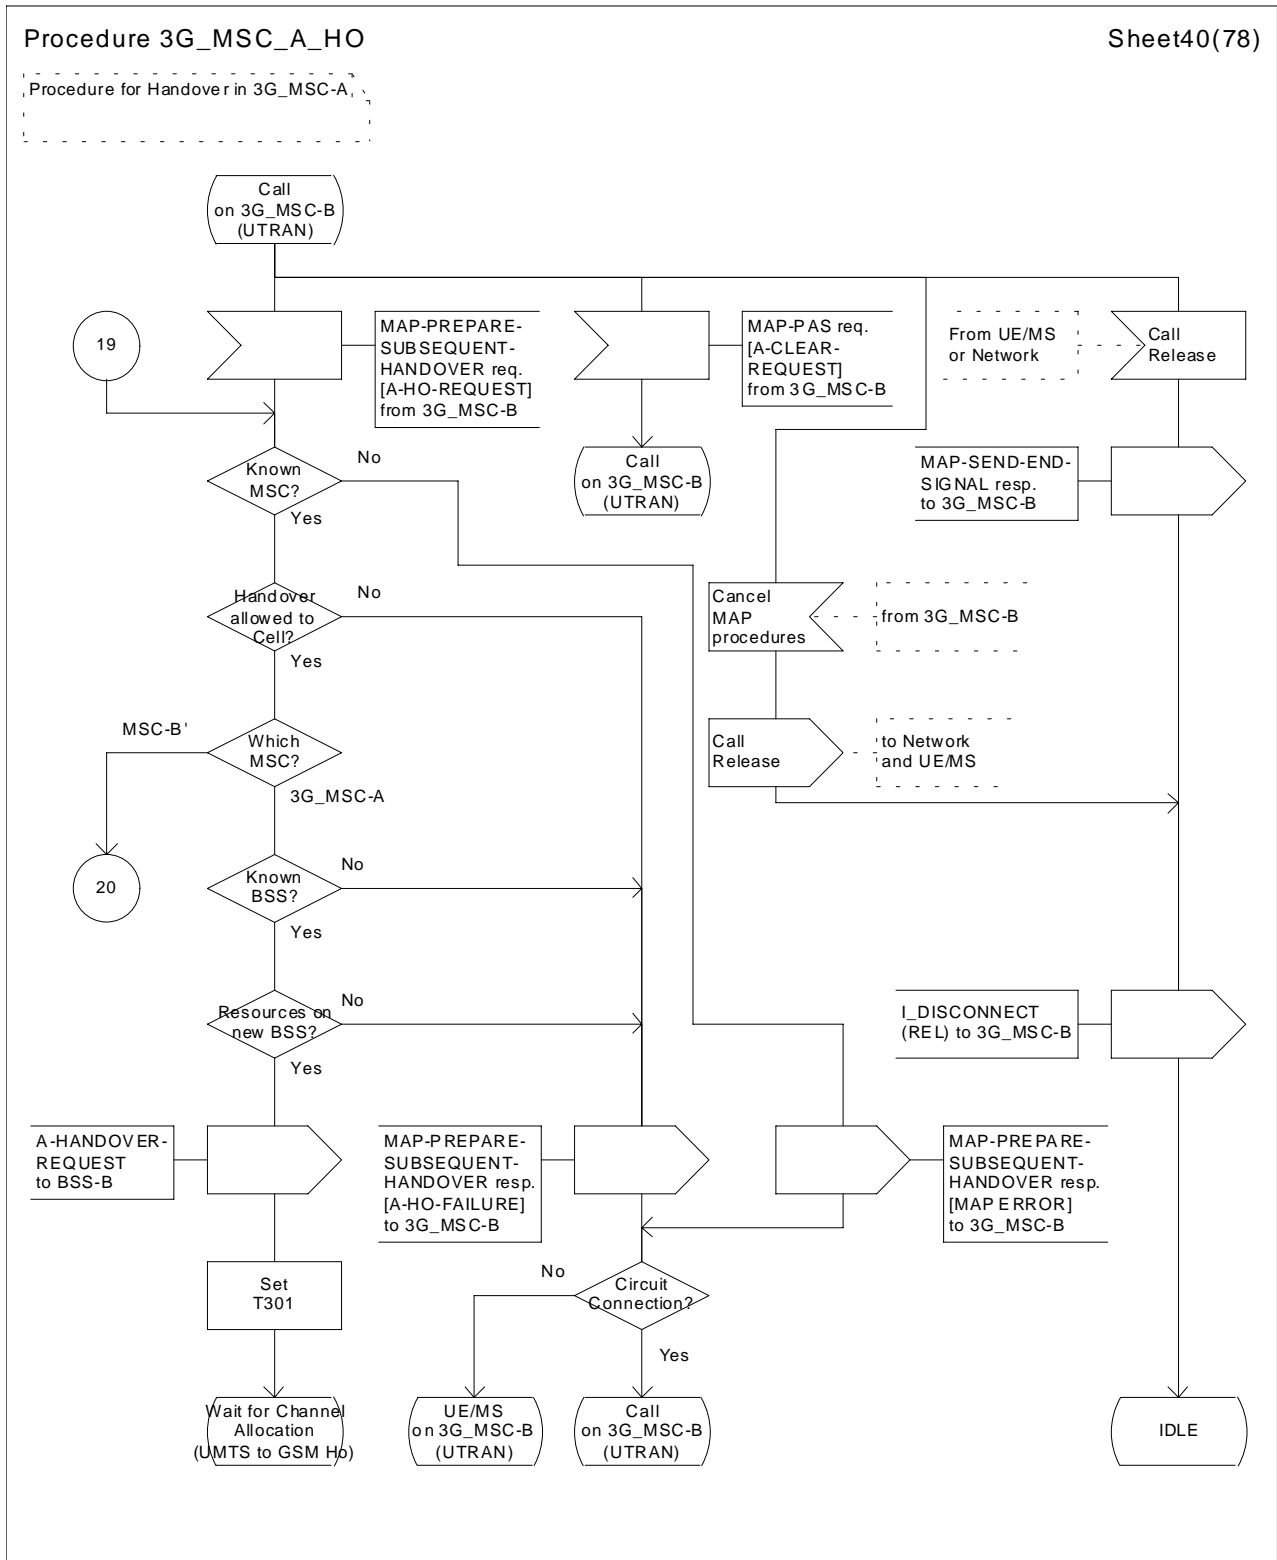 Procedure 3G_MSC_A_HO
Sheet40(78)
Procedure for Handover in 3G_MSC-A
Call
on 3G_MSC-B
(UTRAN)
19
MAP-PREPARE-
SUBSEQUENT-
HANDOVER req.
[A-HO-REQUEST]
from 3G_MSC-B
MAP-PAS req.
[A-CLEAR-
REQUEST]
from 3G_MSC-B
From UE/MS
or Network
Call
Release
Known
MSC?
No
Yes
Call
on 3G_MSC-B
(UTRAN)
MAP-SEND-END-
SIGNAL resp.
to 3G_MSC-B
Handover
allowed to
Cell?
No
Yes
Cancel
MAP
procedures
from 3G_MSC-B
MSC-B'
Which
MSC?
3G_MSC-A
Call
Release
to Network
and UE/MS
20
Known
BSS?
No
Yes
Resources on
new BSS?
No
Yes
I_DISCONNECT
(REL) to 3G_MSC-B
A-HANDOVER-
REQUEST
to BSS-B
MAP-PREPARE-
SUBSEQUENT-
HANDOVER resp.
[A-HO-FAILURE]
to 3G_MSC-B
MAP-PREPARE-
SUBSEQUENT-
HANDOVER resp.
[MAP ERROR]
to 3G_MSC-B
Set
T301
No
Circuit
Connection?
Yes
Wait for Channel
Allocation
(UMTS to GSM Ho)
UE/MS
on 3G_MSC-B
(UTRAN)
Call
on 3G_MSC-B
(UTRAN)
IDLE